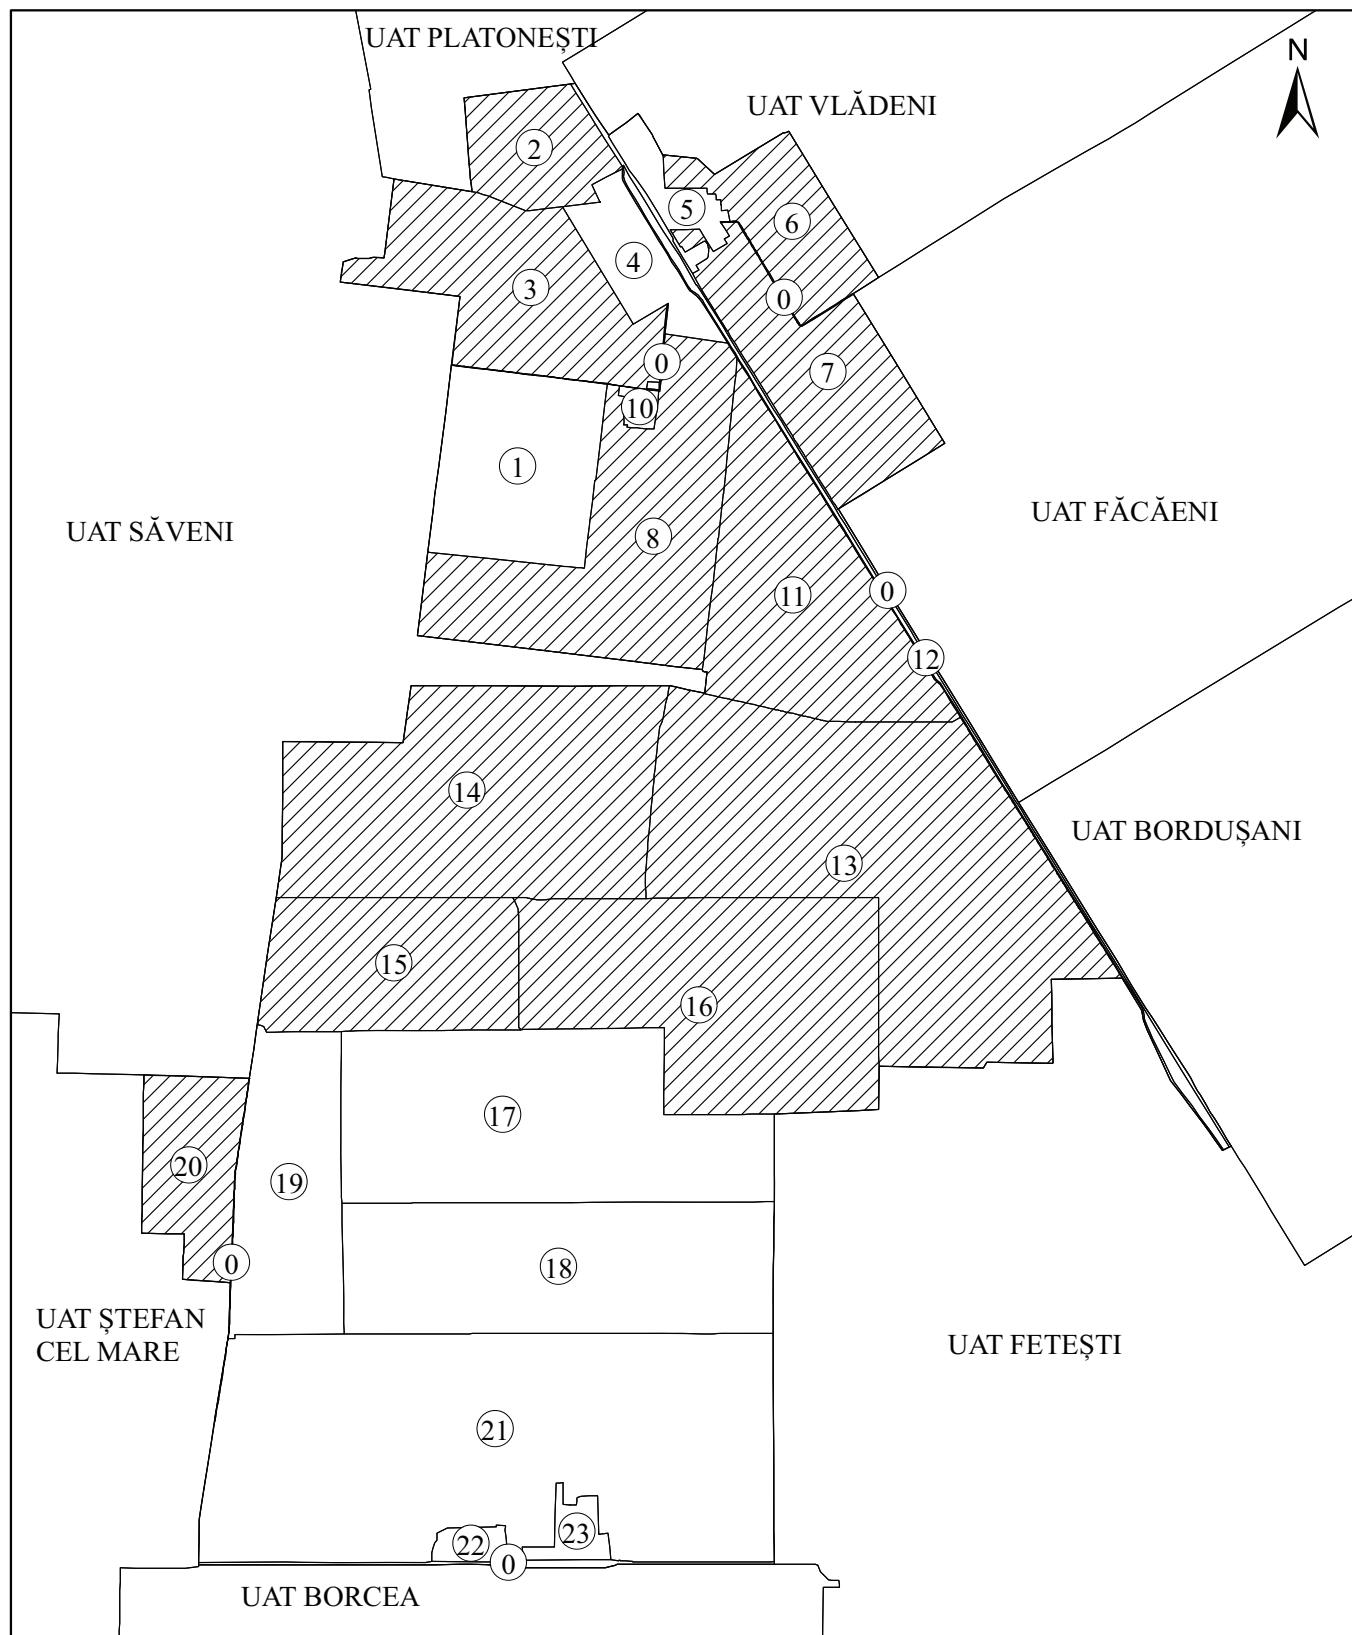 UAT PLATONEȘTI
N
UAT VLĂDENI
2
5
6
4
3
0
0
7
10
1
UAT FĂCĂENI
UAT SĂVENI
8
0
11
12
14
UAT BORDUȘANI
13
15
16
17
20
19
0
18
UAT ȘTEFAN
CEL MARE
UAT FETEȘTI
21
23
22
0
UAT BORCEA